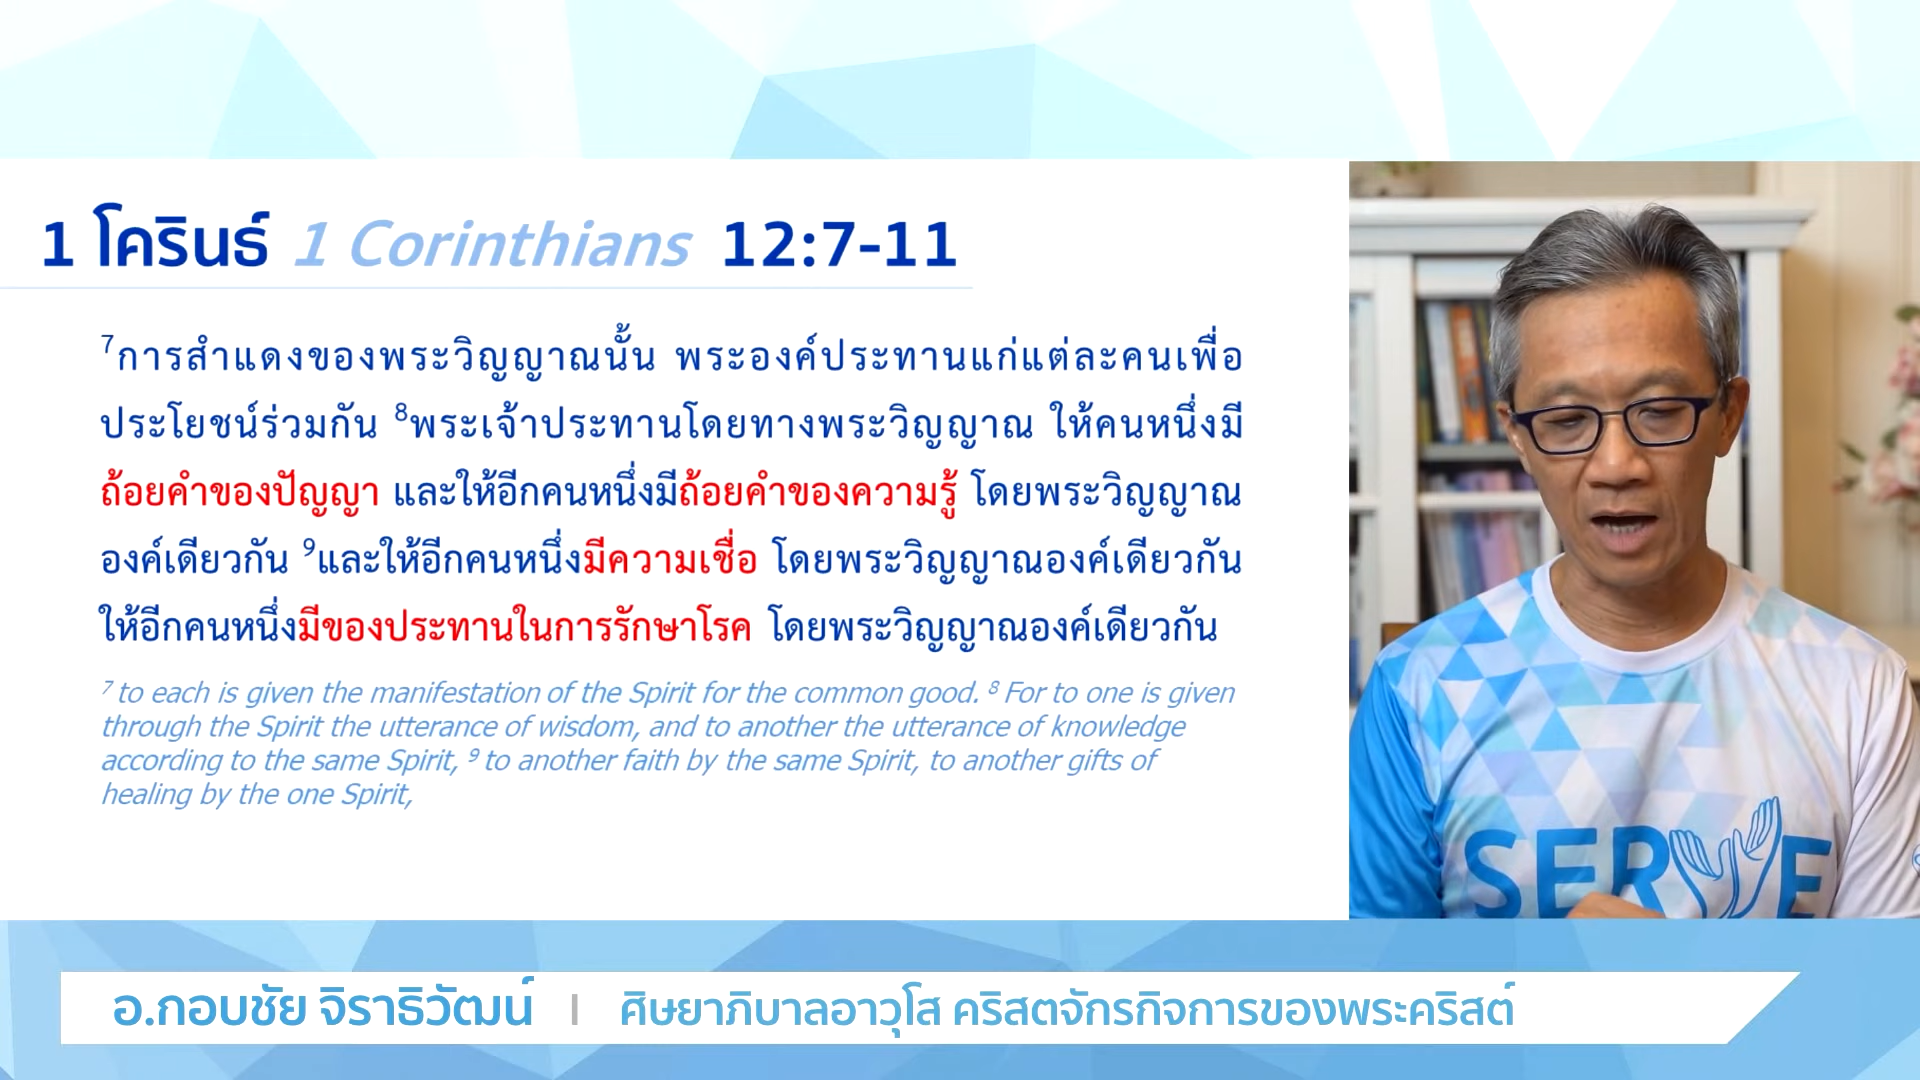 1 โครินธ์ 1 Corinthians 12:7-11
⁷การสำแดงของพระวิญญาณนั้น พระองค์ประทานแก่แต่ละคนเพื่อ
ประโยชน์ร่วมกัน ⁸พระเจ้าประทานโดยทางพระวิญญาณ ให้คนหนึ่งมี
ถ้อยคำของปัญญา และให้อีกคนหนึ่งมีถ้อยคำของความรู้ โดยพระวิญญาณ
องค์เดียวกัน ⁹และให้อีกคนหนึ่งมีความเชื่อ โดยพระวิญญาณองค์เดียวกัน
ให้อีกคนหนึ่งมีของประทานในการรักษาโรค โดยพระวิญญาณองค์เดียวกัน
⁷ to each is given the manifestation of the Spirit for the common good. ⁸ For to one is given
through the Spirit the utterance of wisdom, and to another the utterance of knowledge
according to the same Spirit, ⁹ to another faith by the same Spirit, to another gifts of
healing by the one Spirit,
SERVE
อ.กอบชัย จิราธิวัฒน์ | ศิษยาภิบาลอาวุโส คริสตจักรกิจการของพระคริสต์